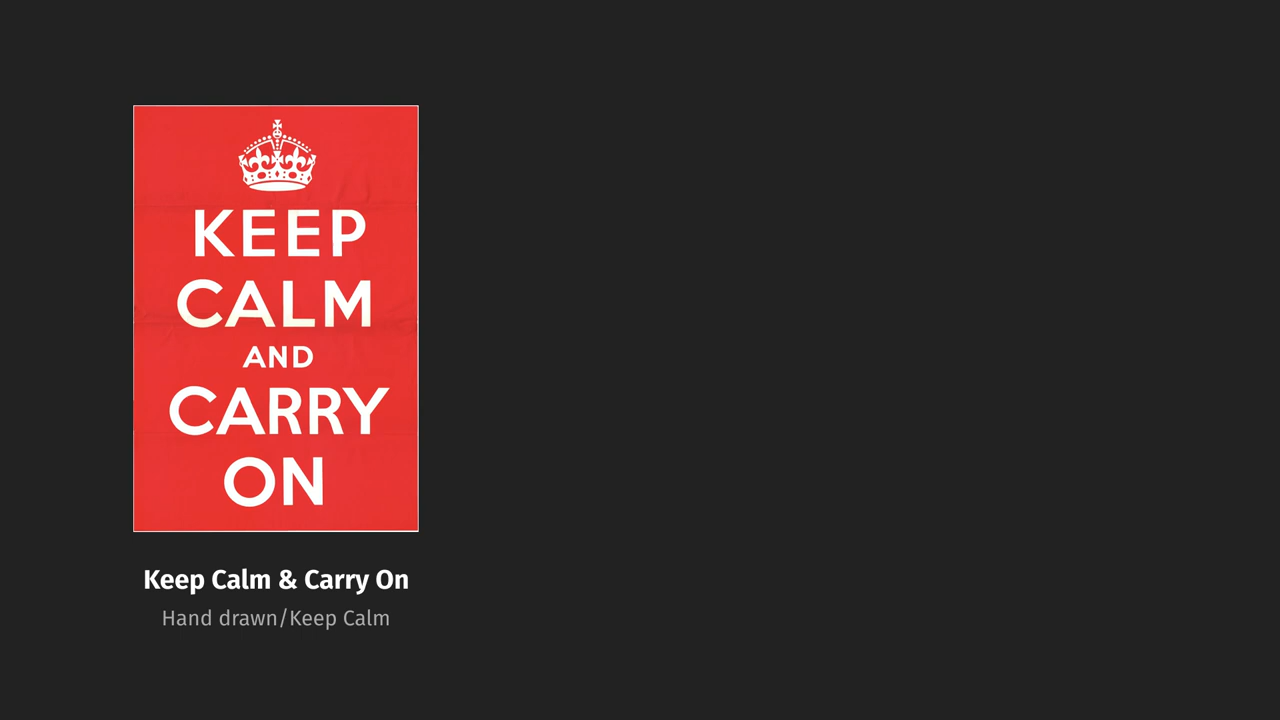 KEEP
CALM
AND
CARRY
ON
Keep Calm & Carry On
Hand drawn/Keep Calm